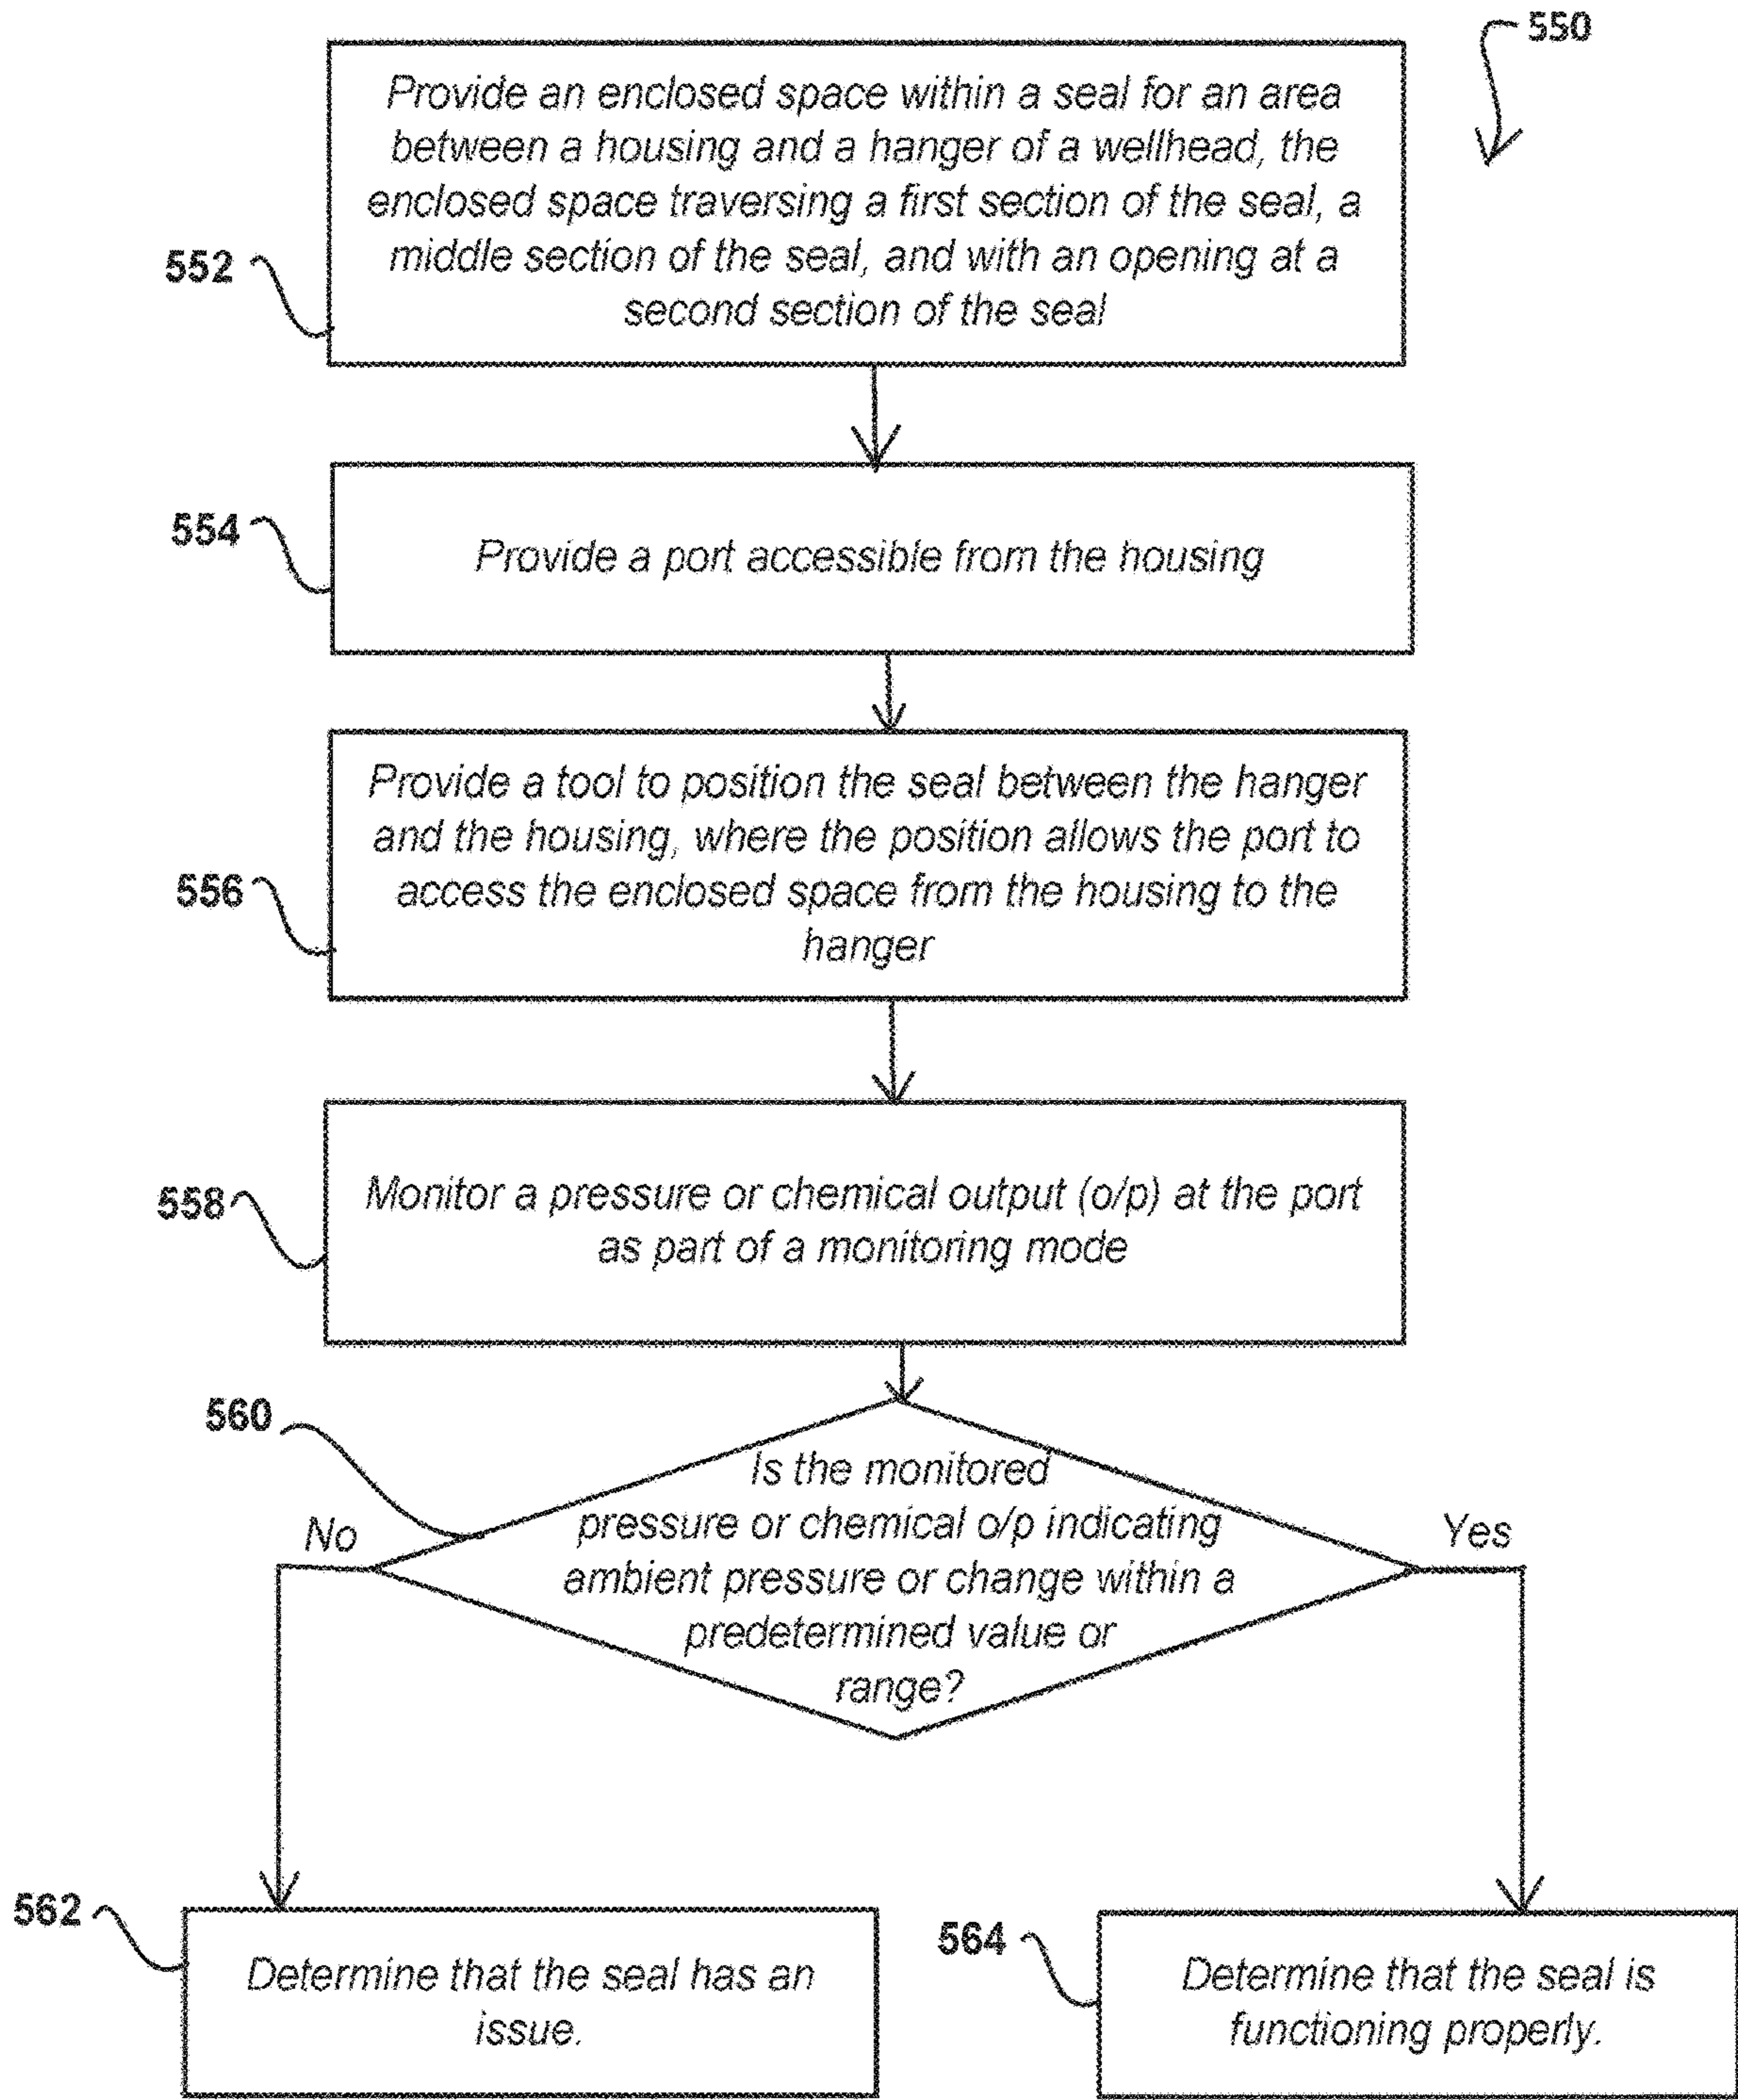 550
Provide an enclosed space within a seal for an area
between a housing and a hanger of a wellhead, the
enclosed space traversing a first section of the seal, a
middle section of the seal, and with an opening at a
second section of the seal
552
554
Provide a port accessible from the housing
Provide a tool to position the seal between the hanger
and the housing, where the position allows the port to
access the enclosed space from the housing to the
hanger
556
558
Monitor a pressure or chemical output (o/p) at the port
as part of a monitoring mode
560
Is the monitored
pressure or chemical o/p indicating
ambient pressure or change within a
predetermined value or
range?
No
Yes
562
Determine that the seal has an
issue.
564
Determine that the seal is
functioning properly.